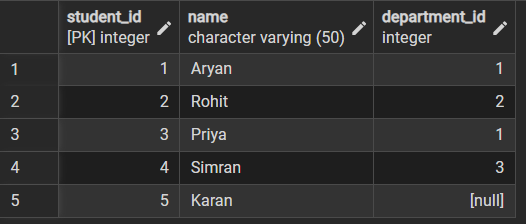 student_id name department_id
[PK] integer character varying (50) integer
1 1 Aryan 1
2 2 Rohit 2
3 3 Priya 1
4 4 Simran 3
5 5 Karan [null]